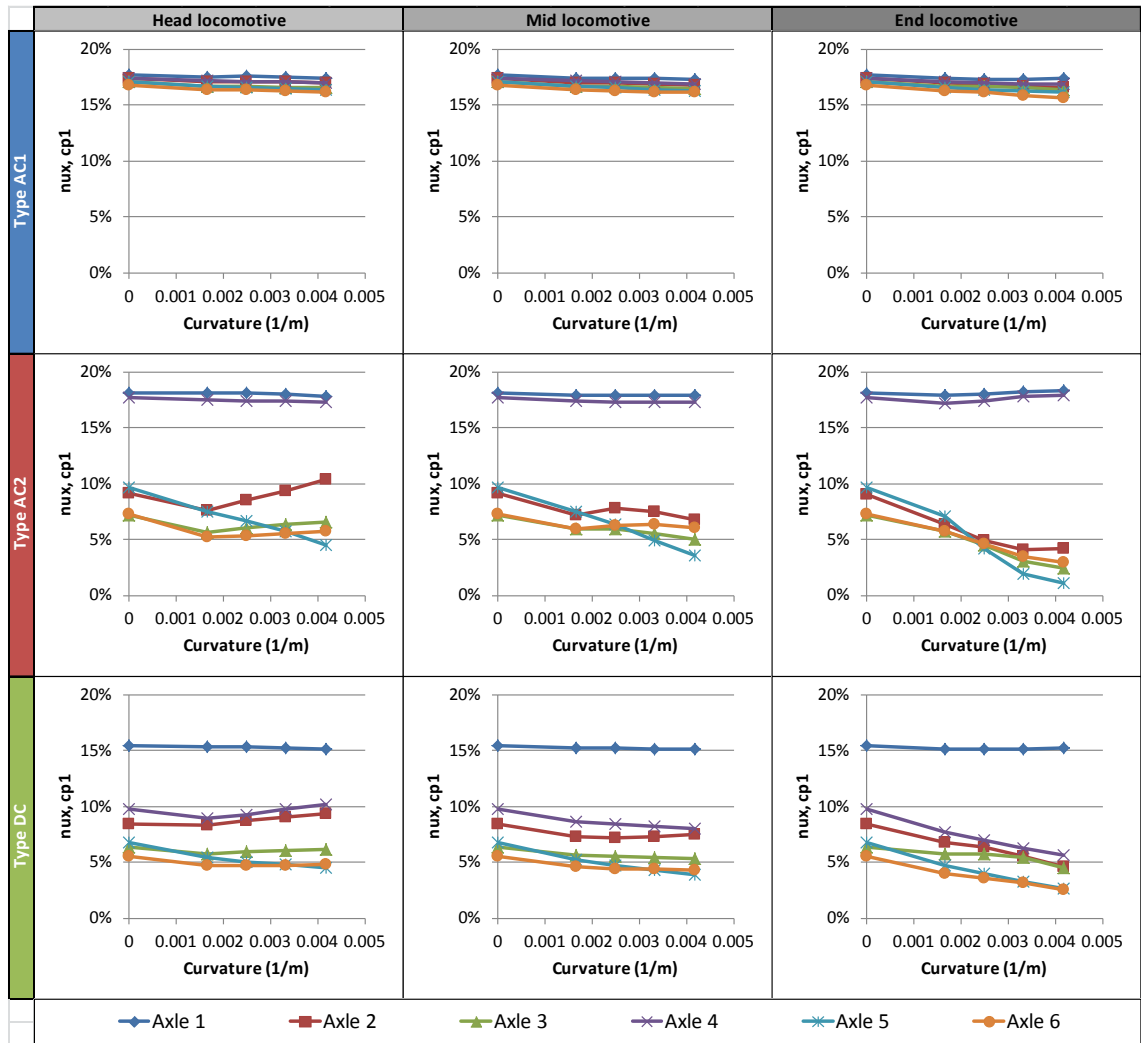 Head locomotive Mid locomotive End locomotive
Type AC1
nux, cp1
20%
15%
10%
5%
0%
0 0.001 0.002 0.003 0.004 0.005
Curvature (1/m)
nux, cp1
20%
15%
10%
5%
0%
0 0.001 0.002 0.003 0.004 0.005
Curvature (1/m)
nux, cp1
20%
15%
10%
5%
0%
0 0.001 0.002 0.003 0.004 0.005
Curvature (1/m)
Type AC2
nux, cp1
20%
15%
10%
5%
0%
0 0.001 0.002 0.003 0.004 0.005
Curvature (1/m)
nux, cp1
20%
15%
10%
5%
0%
0 0.001 0.002 0.003 0.004 0.005
Curvature (1/m)
nux, cp1
20%
15%
10%
5%
0%
0 0.001 0.002 0.003 0.004 0.005
Curvature (1/m)
Type DC
nux, cp1
20%
15%
10%
5%
0%
0 0.001 0.002 0.003 0.004 0.005
Curvature (1/m)
nux, cp1
20%
15%
10%
5%
0%
0 0.001 0.002 0.003 0.004 0.005
Curvature (1/m)
nux, cp1
20%
15%
10%
5%
0%
0 0.001 0.002 0.003 0.004 0.005
Curvature (1/m)
Axle 1 Axle 2 Axle 3 Axle 4 Axle 5 Axle 6